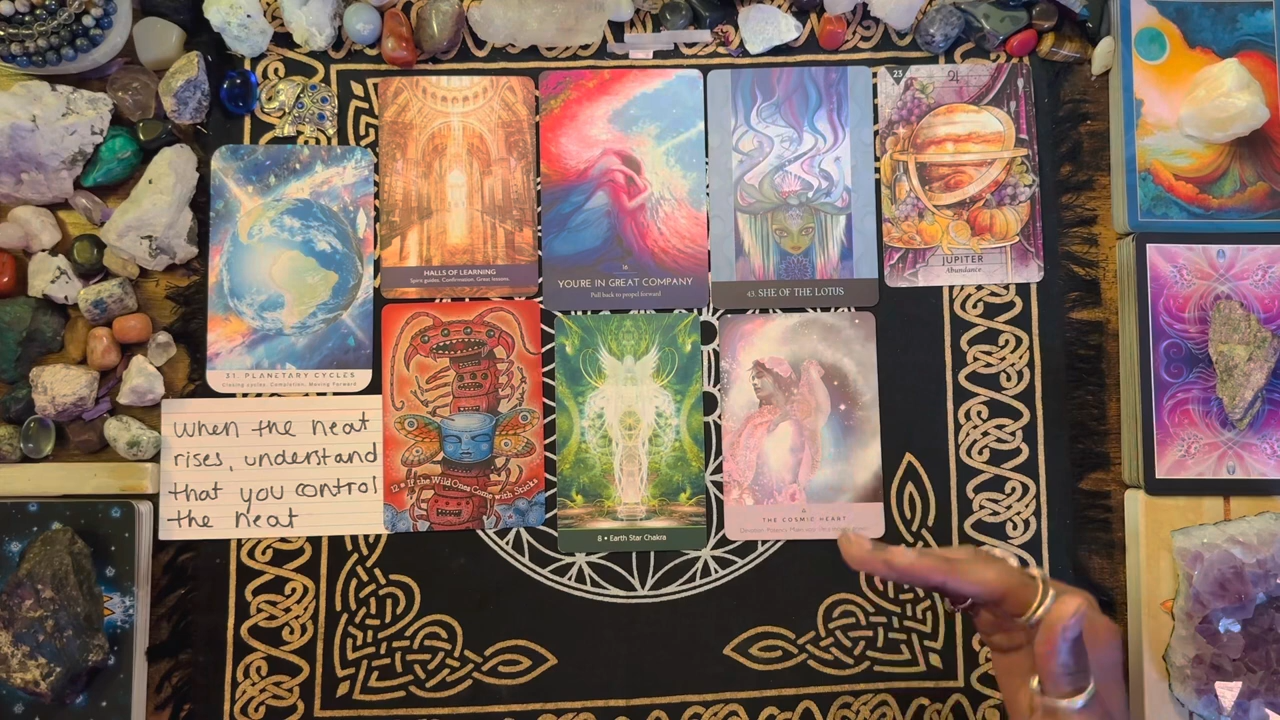 HALLS OF LEARNING
Spirit guides, Confirmation, Great lessons.
16
YOU'RE IN GREAT COMPANY
Pull back to propel forward
43. SHE OF THE LOTUS
23
♃
JUPITER
Abundance
31. PLANETARY CYCLES
Closing cycles, Completion, Moving Forward
when the heat
rises, understand
that you control
the heat
12 If the Wild Ones Come with Sticks
8 • Earth Star Chakra
THE COSMIC HEART